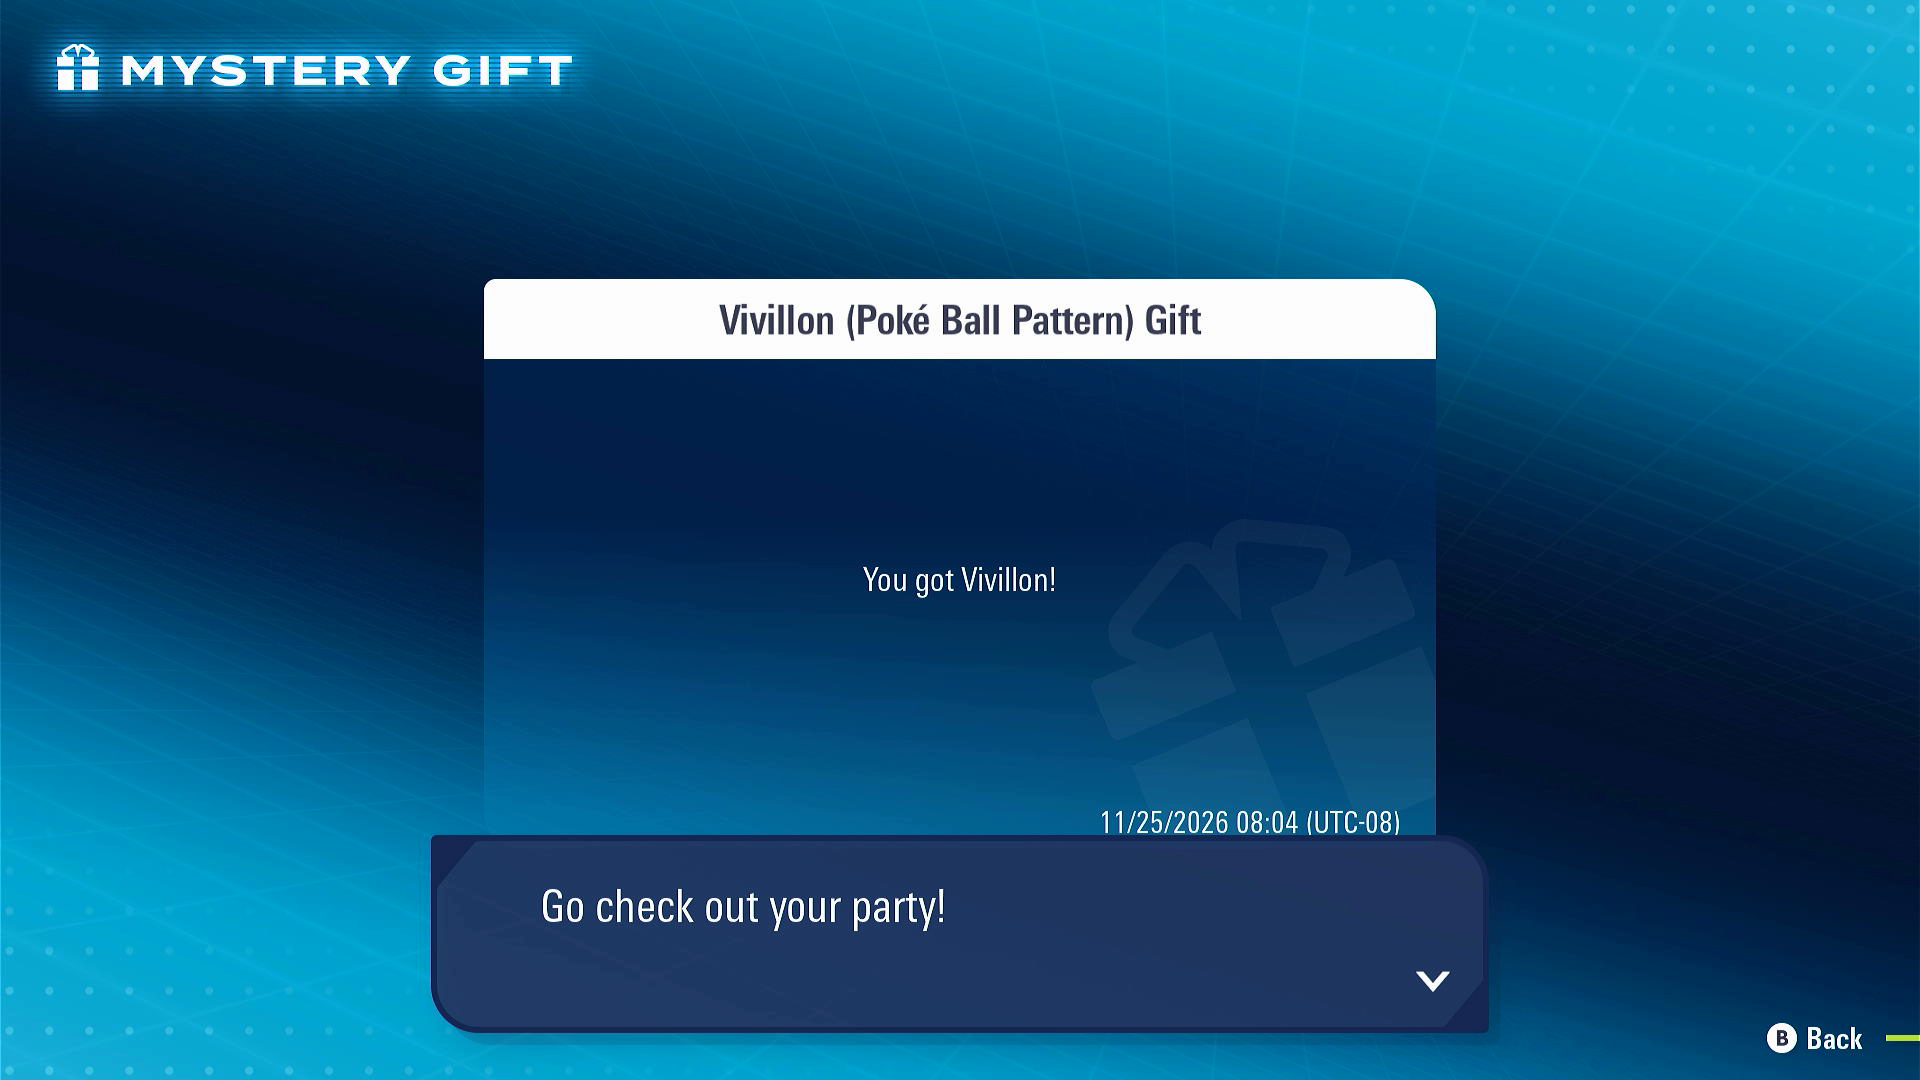 MYSTERY GIFT
Vivillon (Poké Ball Pattern) Gift
You got Vivillon!
11/25/2026 08:04 (UTC-08)
Go check out your party!
B Back